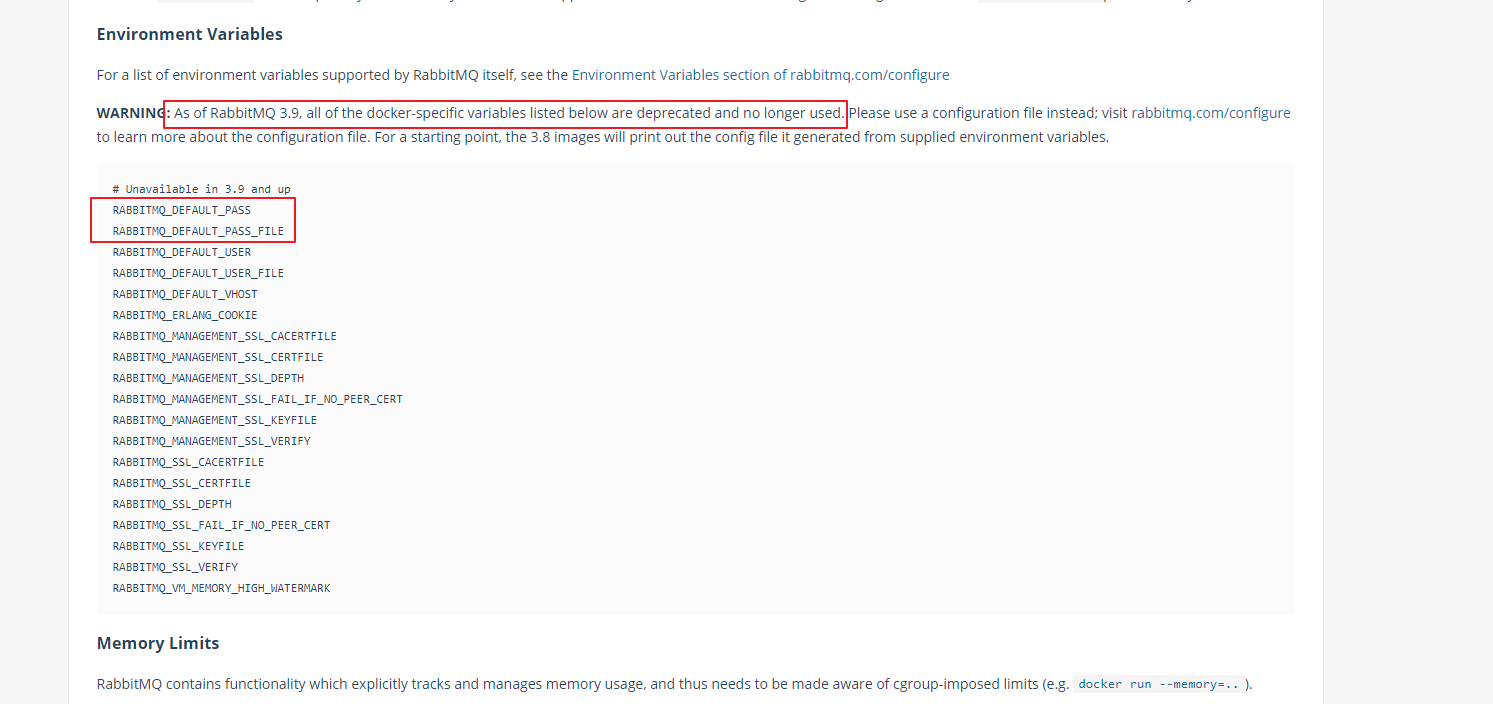 Environment Variables
For a list of environment variables supported by RabbitMQ itself, see the Environment Variables section of rabbitmq.com/configure
WARNING: As of RabbitMQ 3.9, all of the docker-specific variables listed below are deprecated and no longer used. Please use a configuration file instead; visit rabbitmq.com/configure
to learn more about the configuration file. For a starting point, the 3.8 images will print out the config file it generated from supplied environment variables.
# Unavailable in 3.9 and up
RABBITMQ_DEFAULT_PASS
RABBITMQ_DEFAULT_PASS_FILE
RABBITMQ_DEFAULT_USER
RABBITMQ_DEFAULT_USER_FILE
RABBITMQ_DEFAULT_VHOST
RABBITMQ_ERLANG_COOKIE
RABBITMQ_MANAGEMENT_SSL_CACERTFILE
RABBITMQ_MANAGEMENT_SSL_CERTFILE
RABBITMQ_MANAGEMENT_SSL_DEPTH
RABBITMQ_MANAGEMENT_SSL_FAIL_IF_NO_PEER_CERT
RABBITMQ_MANAGEMENT_SSL_KEYFILE
RABBITMQ_MANAGEMENT_SSL_VERIFY
RABBITMQ_SSL_CACERTFILE
RABBITMQ_SSL_CERTFILE
RABBITMQ_SSL_DEPTH
RABBITMQ_SSL_FAIL_IF_NO_PEER_CERT
RABBITMQ_SSL_KEYFILE
RABBITMQ_SSL_VERIFY
RABBITMQ_VM_MEMORY_HIGH_WATERMARK
Memory Limits
RabbitMQ contains functionality which explicitly tracks and manages memory usage, and thus needs to be made aware of cgroup-imposed limits (e.g. docker run --memory=.. ).